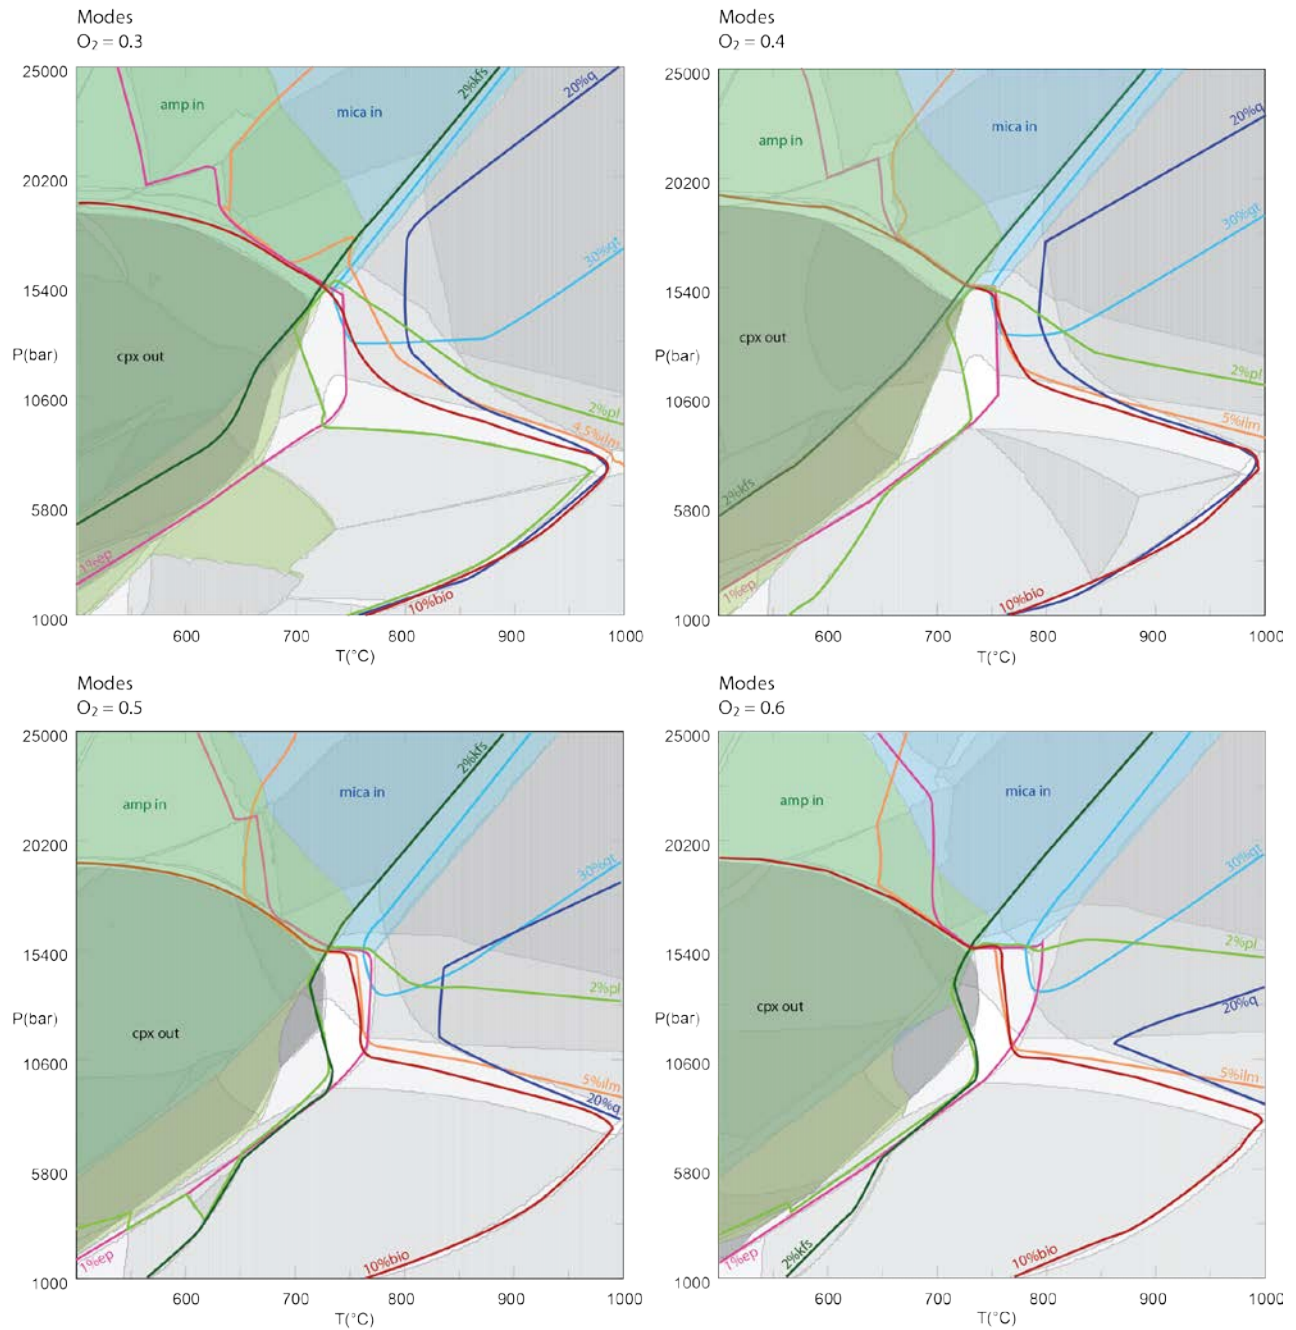 Modes
O₂ = 0.3
25000
20200
15400
P(bar)
10600
5800
1000
600
700
800
900
1000
T(°C)
amp in
mica in
cpx out
2%kfs
20%q
30%gt
2%pl
4.5%ilm
1%ep
10%bio
Modes
O₂ = 0.4
25000
20200
15400
P(bar)
10600
5800
1000
600
700
800
900
1000
T(°C)
amp in
mica in
cpx out
20%q
30%gt
2%pl
5%ilm
2%kfs
1%ep
10%bio
Modes
O₂ = 0.5
25000
20200
15400
P(bar)
10600
5800
1000
600
700
800
900
1000
T(°C)
amp in
mica in
cpx out
2%kfs
30%gt
2%pl
5%ilm
20%q
1%ep
10%bio
Modes
O₂ = 0.6
25000
20200
15400
P(bar)
10600
5800
1000
600
700
800
900
1000
T(°C)
amp in
mica in
cpx out
30%gt
2%pl
20%q
5%ilm
1%ep
2%kfs
10%bio